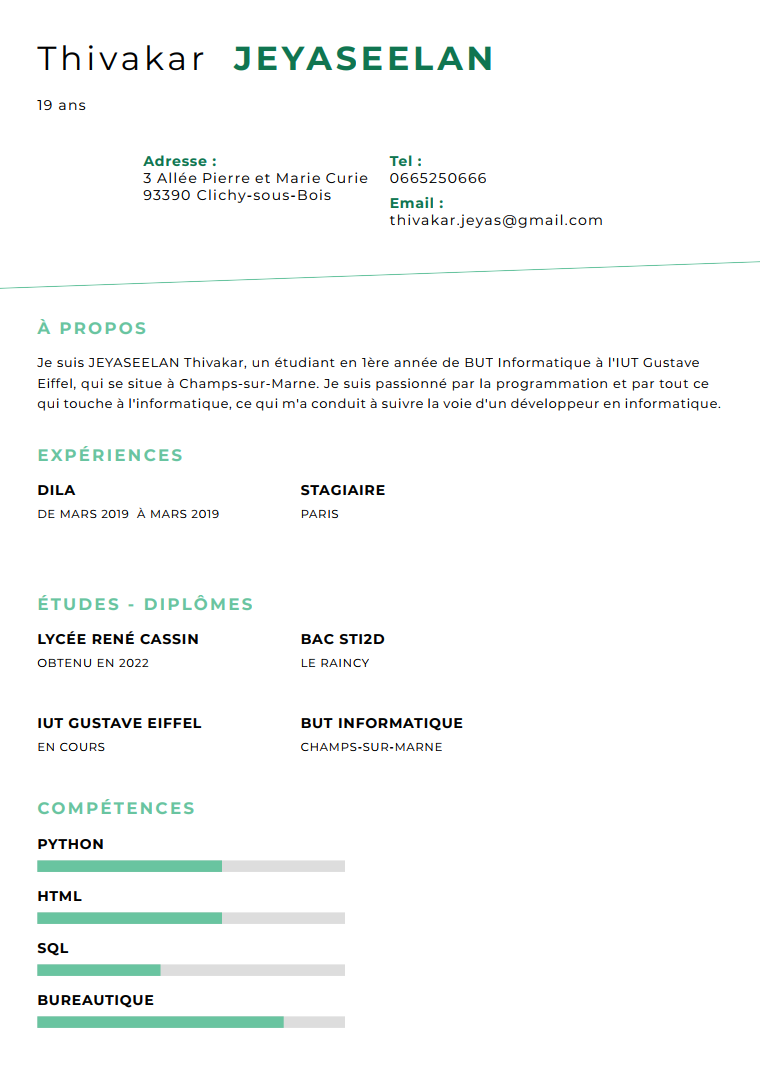 Thivakar JEYASEELAN
19 ans
Adresse :
3 Allée Pierre et Marie Curie
93390 Clichy-sous-Bois
Tel :
0665250666
Email :
thivakar.jeyas@gmail.com
À PROPOS
Je suis JEYASEELAN Thivakar, un étudiant en 1ère année de BUT Informatique à l'IUT Gustave
Eiffel, qui se situe à Champs-sur-Marne. Je suis passionné par la programmation et par tout ce
qui touche à l'informatique, ce qui m'a conduit à suivre la voie d'un développeur en informatique.
EXPÉRIENCES
DILA
DE MARS 2019 À MARS 2019
STAGIAIRE
PARIS
ÉTUDES - DIPLÔMES
LYCÉE RENÉ CASSIN
OBTENU EN 2022
BAC STI2D
LE RAINCY
IUT GUSTAVE EIFFEL
EN COURS
BUT INFORMATIQUE
CHAMPS-SUR-MARNE
COMPÉTENCES
PYTHON
HTML
SQL
BUREAUTIQUE